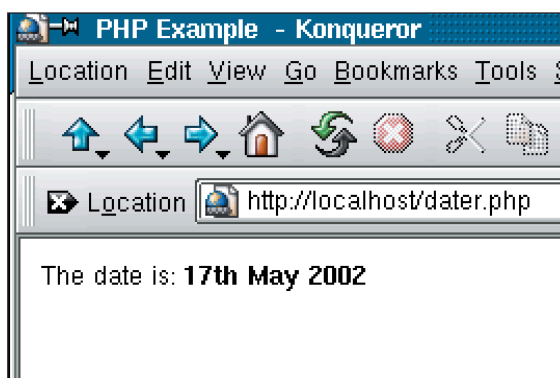 PHP Example - Konqueror
Location Edit View Go Bookmarks Tools
Location http://localhost/dater.php
The date is: 17th May 2002